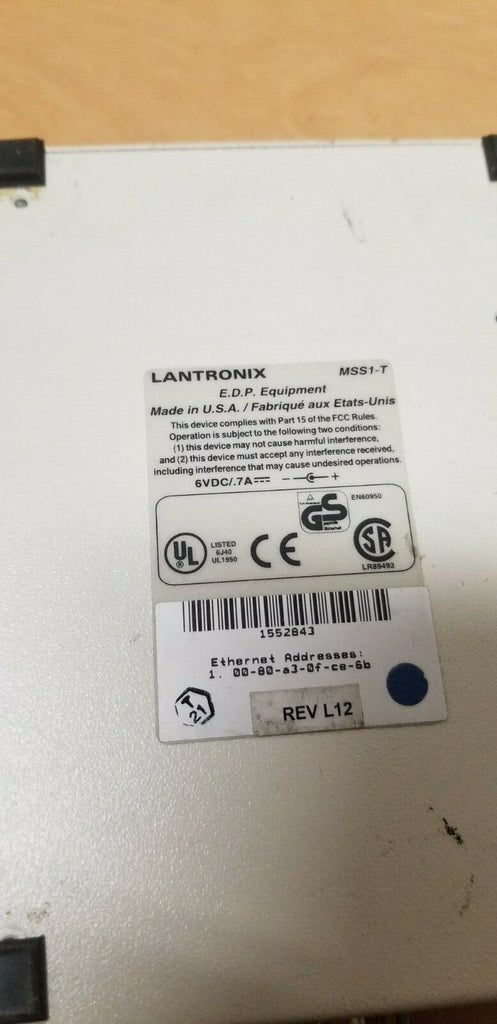 LANTRONIX MSS1-T
E.D.P. Equipment
Made in U.S.A. / Fabriqué aux Etats-Unis
This device complies with Part 15 of the FCC Rules.
Operation is subject to the following two conditions:
(1) this device may not cause harmful interference,
and (2) this device must accept any interference received,
including interference that may cause undesired operations.
6VDC/.7A - +
EN60950
GS
UL
®
LISTED
6J40
UL1950
CE
SA
LR89493
1552843
Ethernet Addresses:
1. 00-80-a3-0f-ce-6b
T
21
REV L12